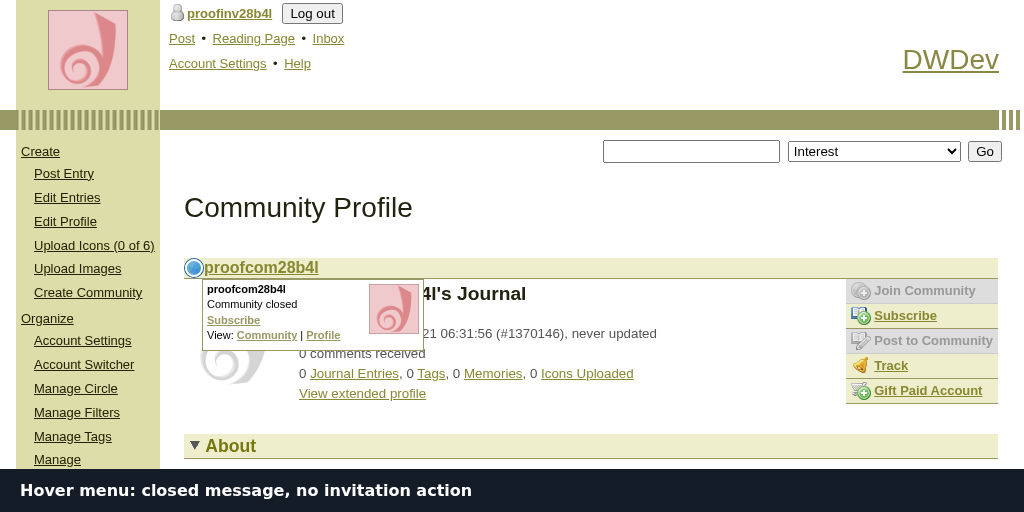 proofinv28b4l Log out
Post • Reading Page • Inbox
Account Settings • Help
DWDev
Interest Go
Create
Post Entry
Edit Entries
Edit Profile
Upload Icons (0 of 6)
Upload Images
Create Community
Organize
Account Settings
Account Switcher
Manage Circle
Manage Filters
Manage Tags
Manage
Community Profile
proofcom28b4l
proofcom28b4l
Community closed
Subscribe
View: Community | Profile
4l's Journal
21 06:31:56 (#1370146), never updated
0 comments received
0 Journal Entries, 0 Tags, 0 Memories, 0 Icons Uploaded
View extended profile
Join Community
Subscribe
Post to Community
Track
Gift Paid Account
About
Hover menu: closed message, no invitation action